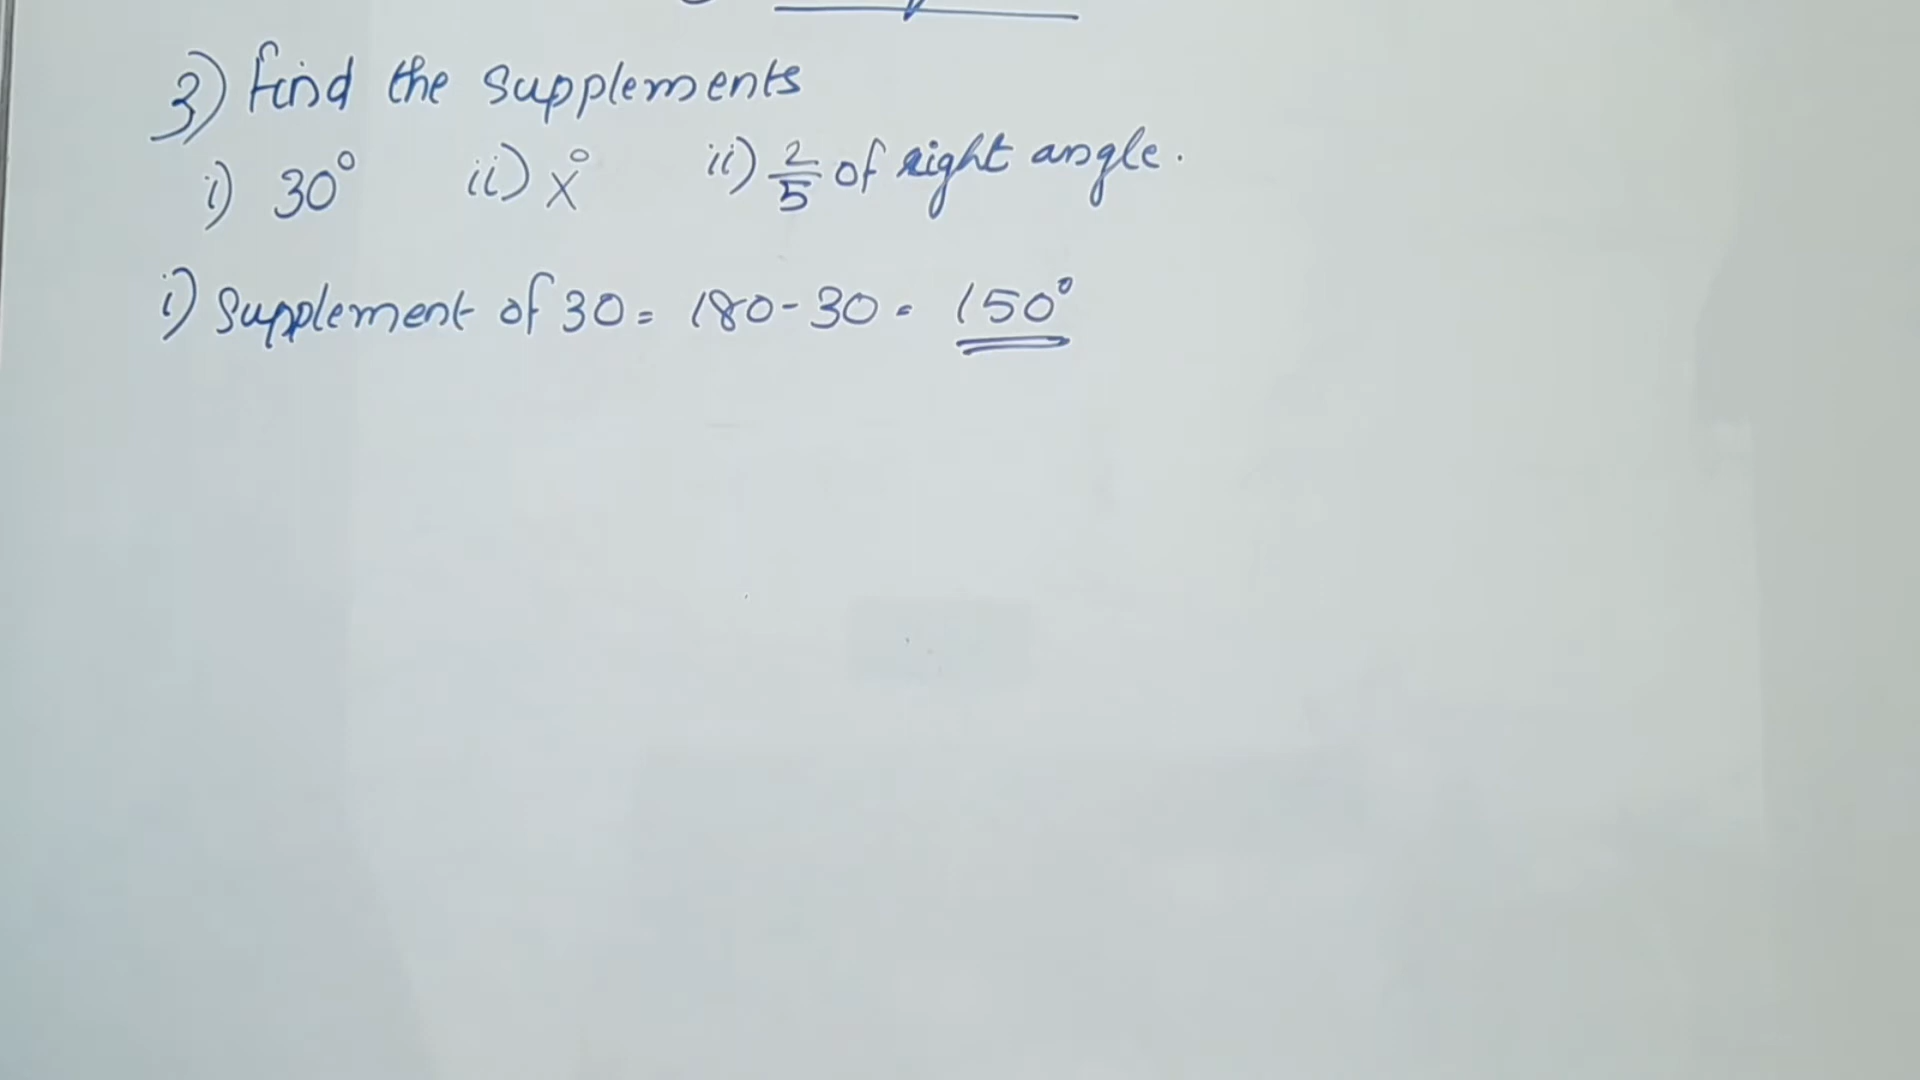 3) Find the supplements
i) 30° ii) x° ii) 2/5 of right angle.
i) Supplement of 30 = 180 - 30 = 150°